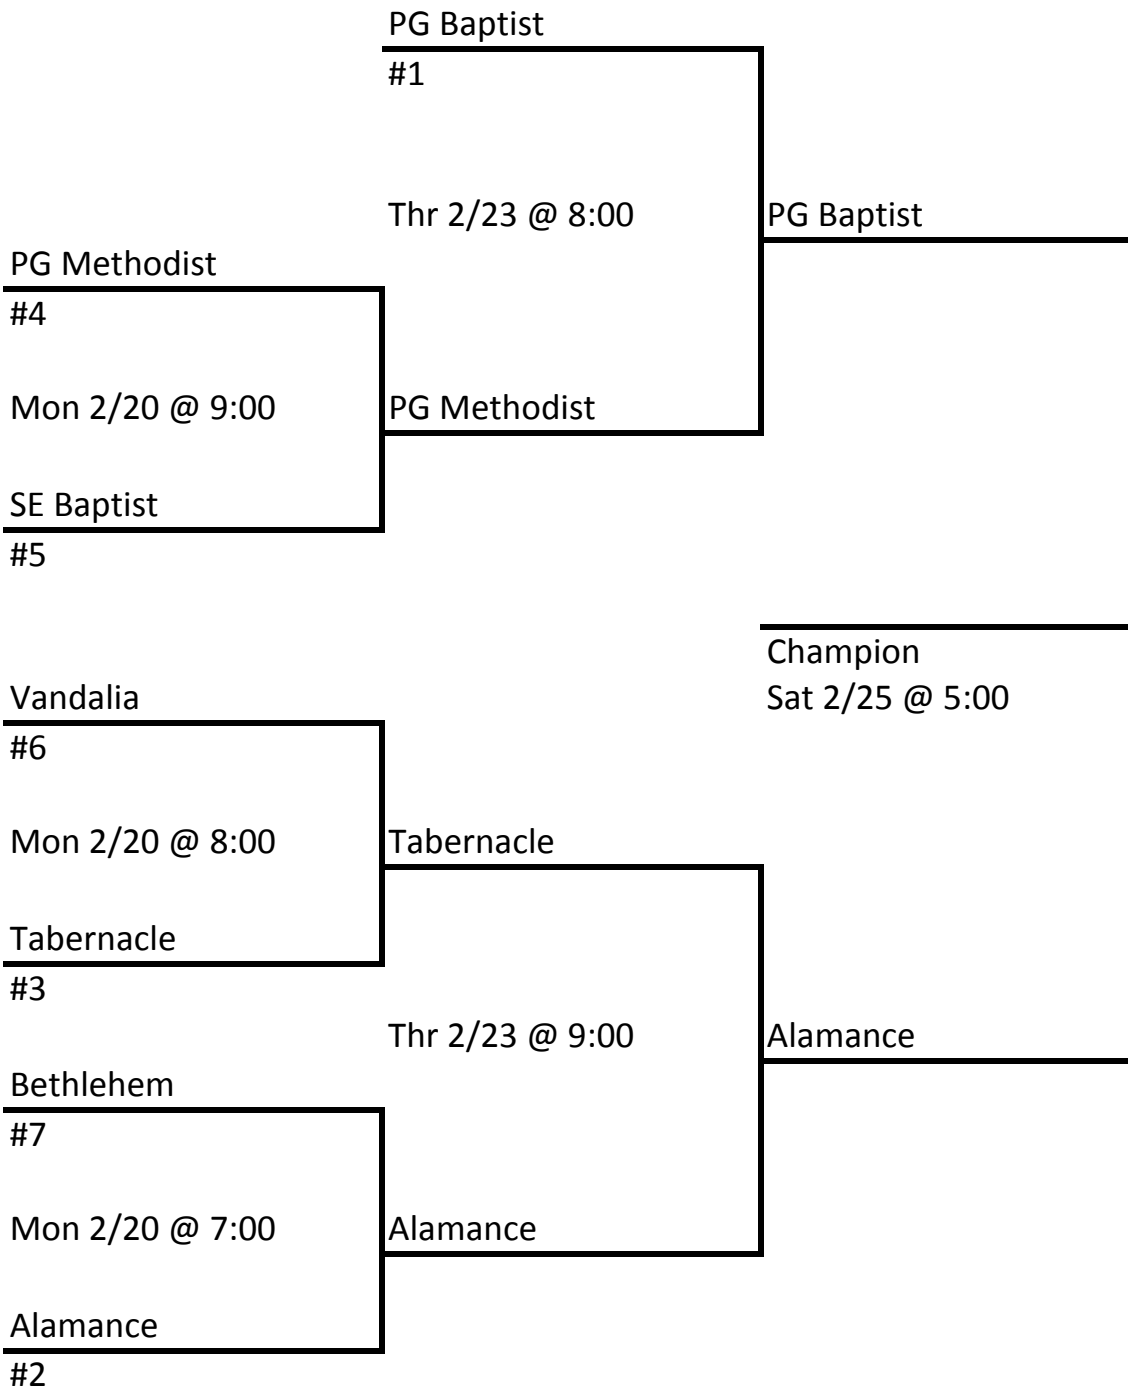 PG Baptist
#1
Thr 2/23 @ 8:00
PG Baptist
PG Methodist
#4
Mon 2/20 @ 9:00
PG Methodist
SE Baptist
#5
Champion
Sat 2/25 @ 5:00
Vandalia
#6
Mon 2/20 @ 8:00
Tabernacle
Tabernacle
#3
Thr 2/23 @ 9:00
Alamance
Bethlehem
#7
Mon 2/20 @ 7:00
Alamance
Alamance
#2